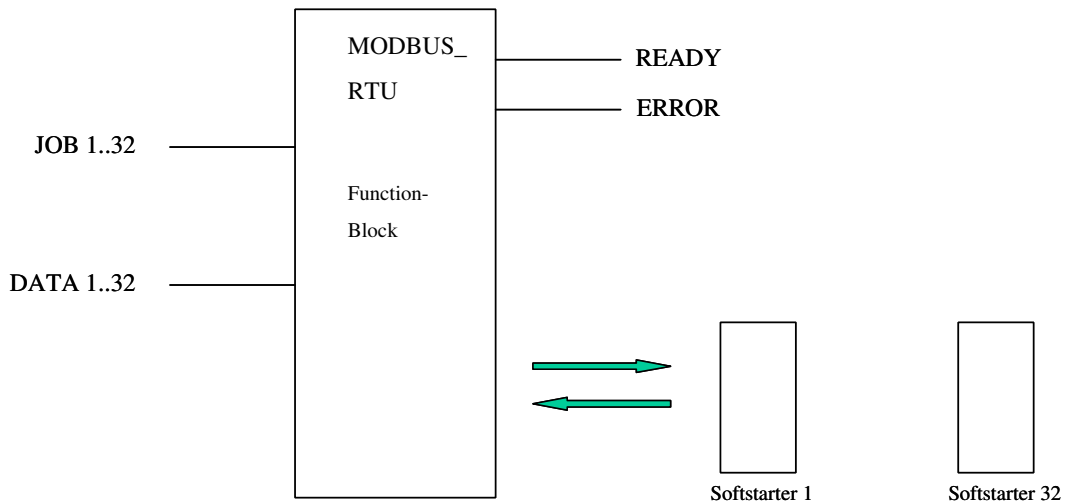 MODBUS_
RTU
READY
ERROR
JOB 1..32
Function-
Block
DATA 1..32
Softstarter 1
Softstarter 32